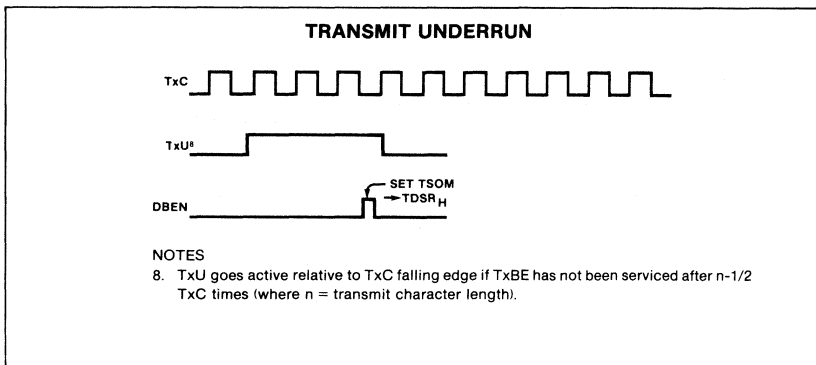 TRANSMIT UNDERRUN
TxC
TxU⁸
SET TSOM
DBEN
→TDSR H
NOTES
8. TxU goes active relative to TxC falling edge if TxBE has not been serviced after n-1/2
TxC times (where n = transmit character length).